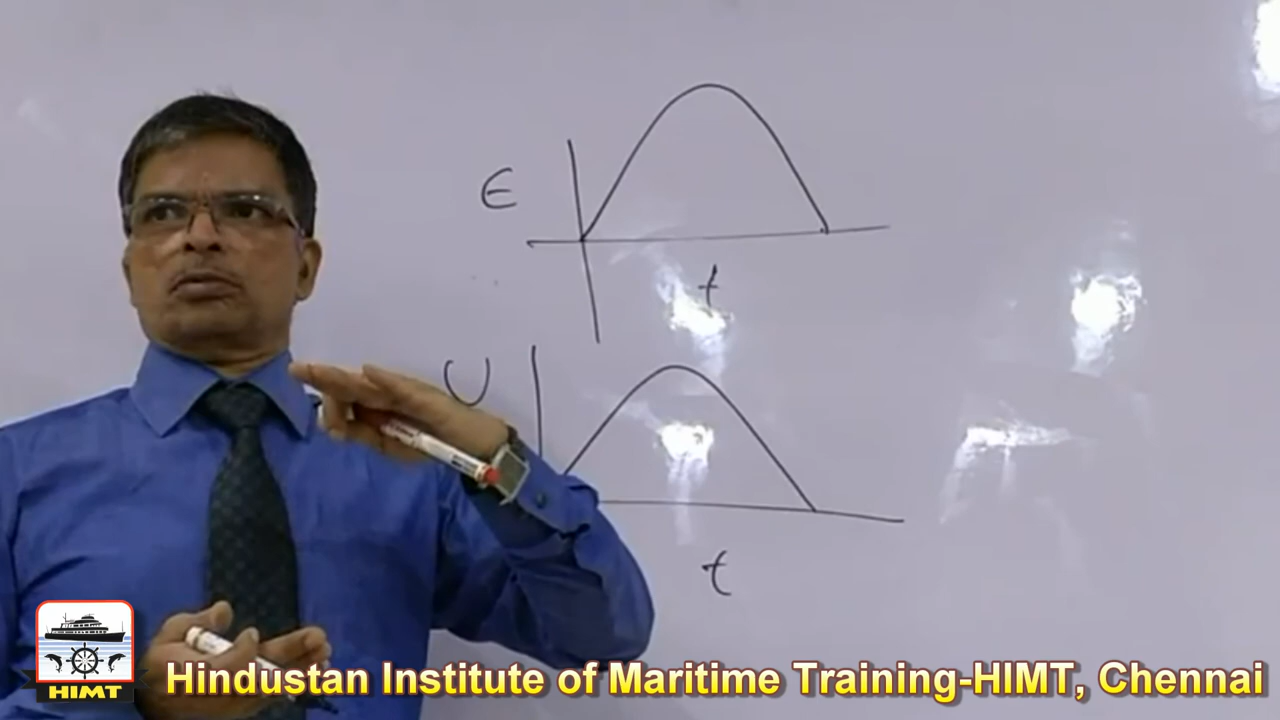 E
t
U
t
HIMT
Hindustan Institute of Maritime Training-HIMT, Chennai